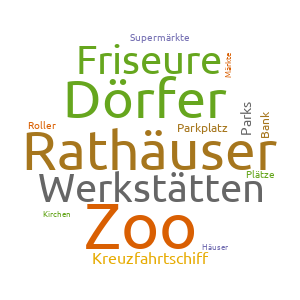 Supermärkte
Friseure
Märkte
Dörfer
Parks
Bank
Roller
Parkplatz
Rathäuser
Plätze
Werkstätten
Zoo
Kirchen
Häuser
Kreuzfahrtschiff